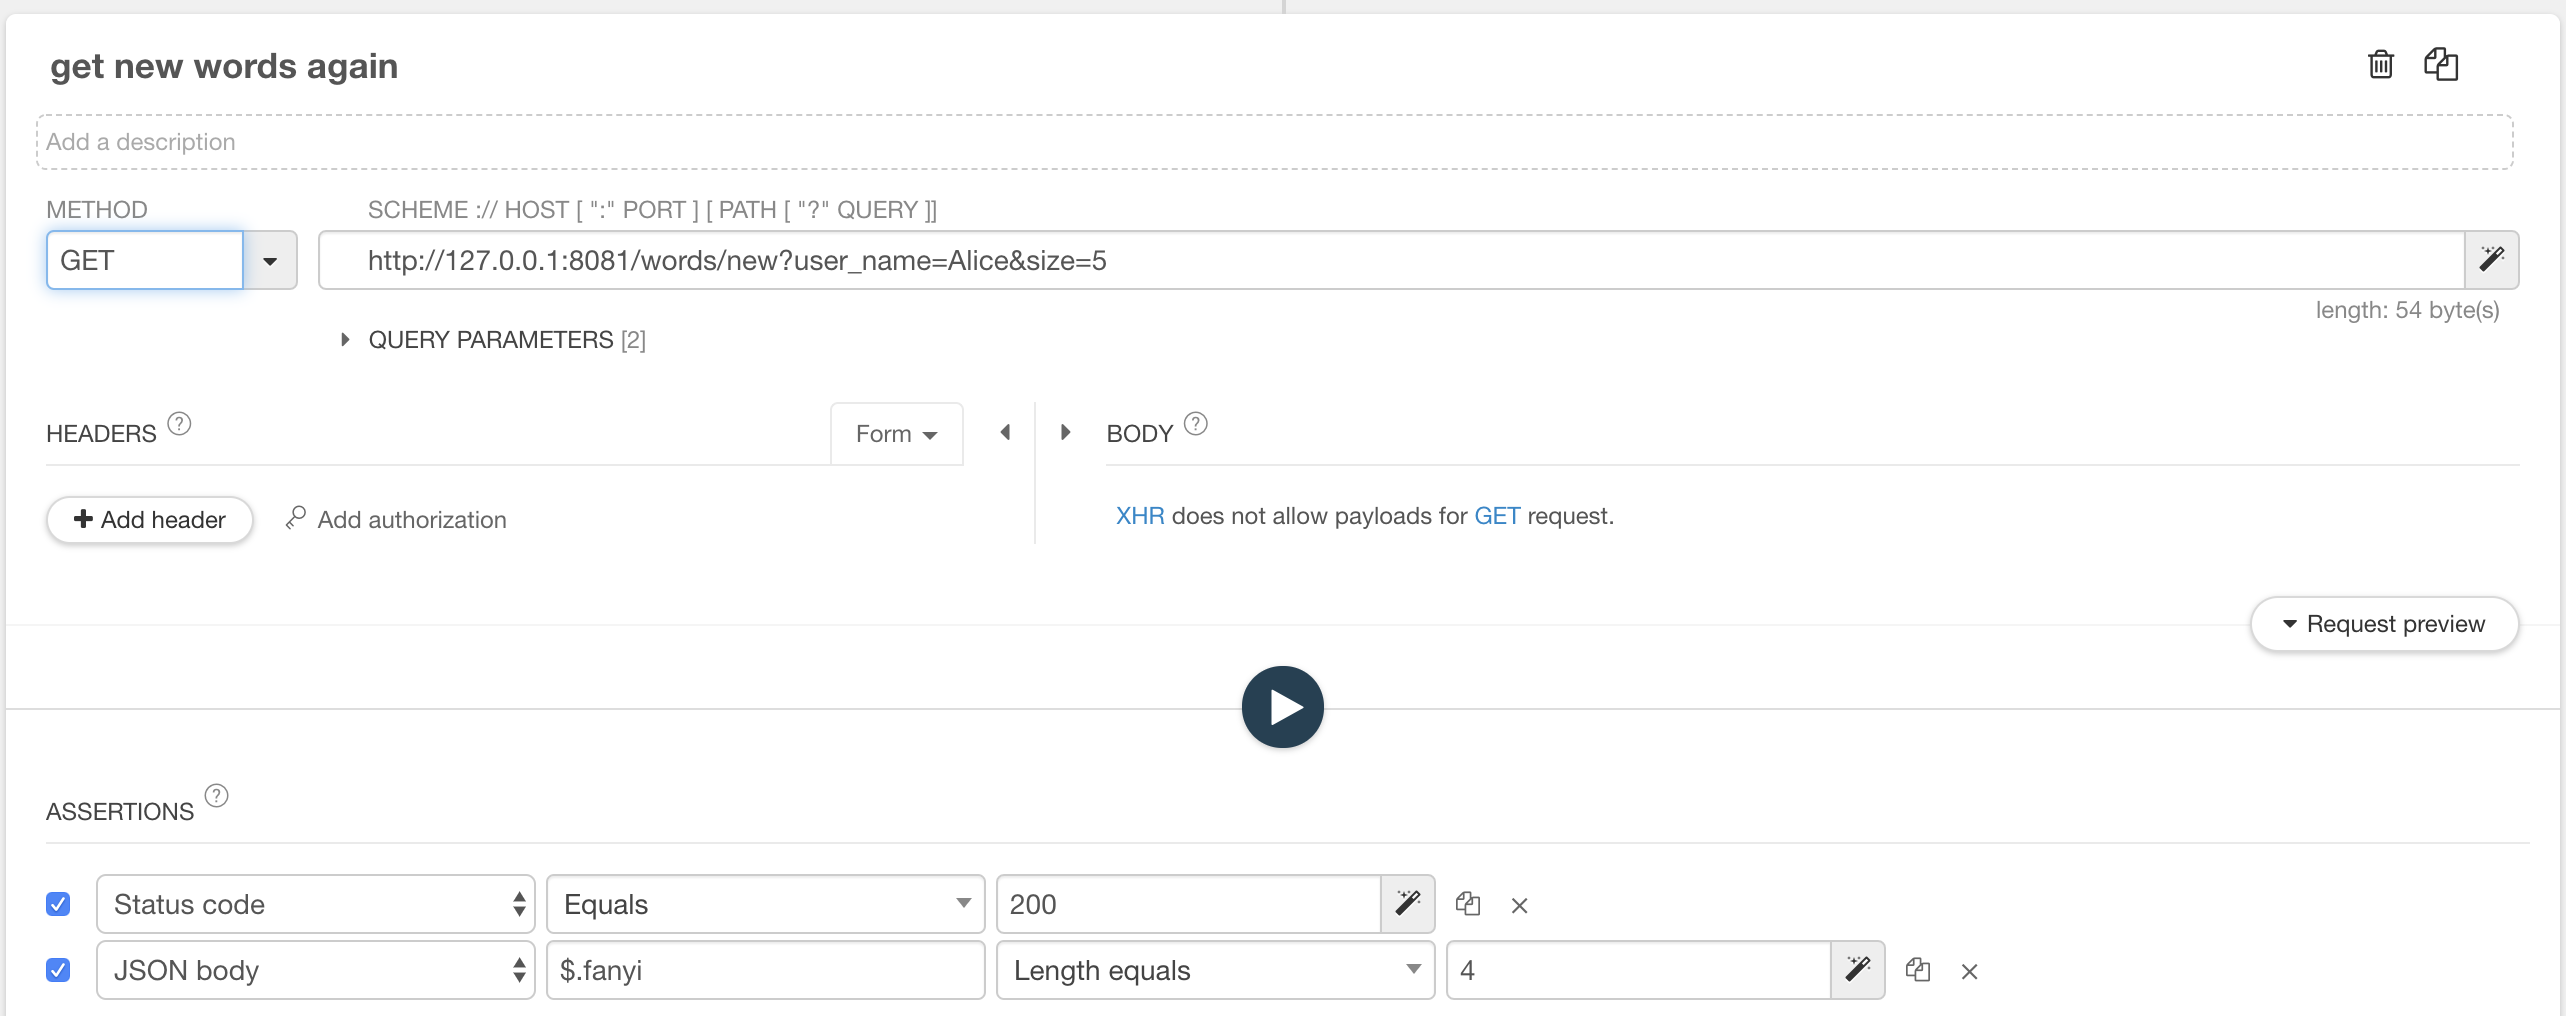 get new words again
Add a description
METHOD SCHEME :// HOST [ ":" PORT ] [ PATH [ "?" QUERY ]]
GET http://127.0.0.1:8081/words/new?user_name=Alice&size=5
length: 54 byte(s)
QUERY PARAMETERS [2]
HEADERS ? Form BODY ?
Add header Add authorization XHR does not allow payloads for GET request.
Request preview
ASSERTIONS ?
Status code Equals 200
JSON body $.fanyi Length equals 4